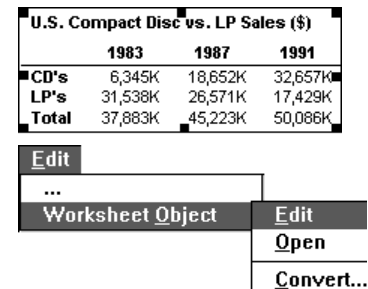 U.S. Compact Disc vs. LP Sales ($)
1983 1987 1991
CD's 6,345K 18,652K 32,657K
LP's 31,538K 26,571K 17,429K
Total 37,883K 45,223K 50,086K
Edit
...
Worksheet Object
Edit
Open
Convert...